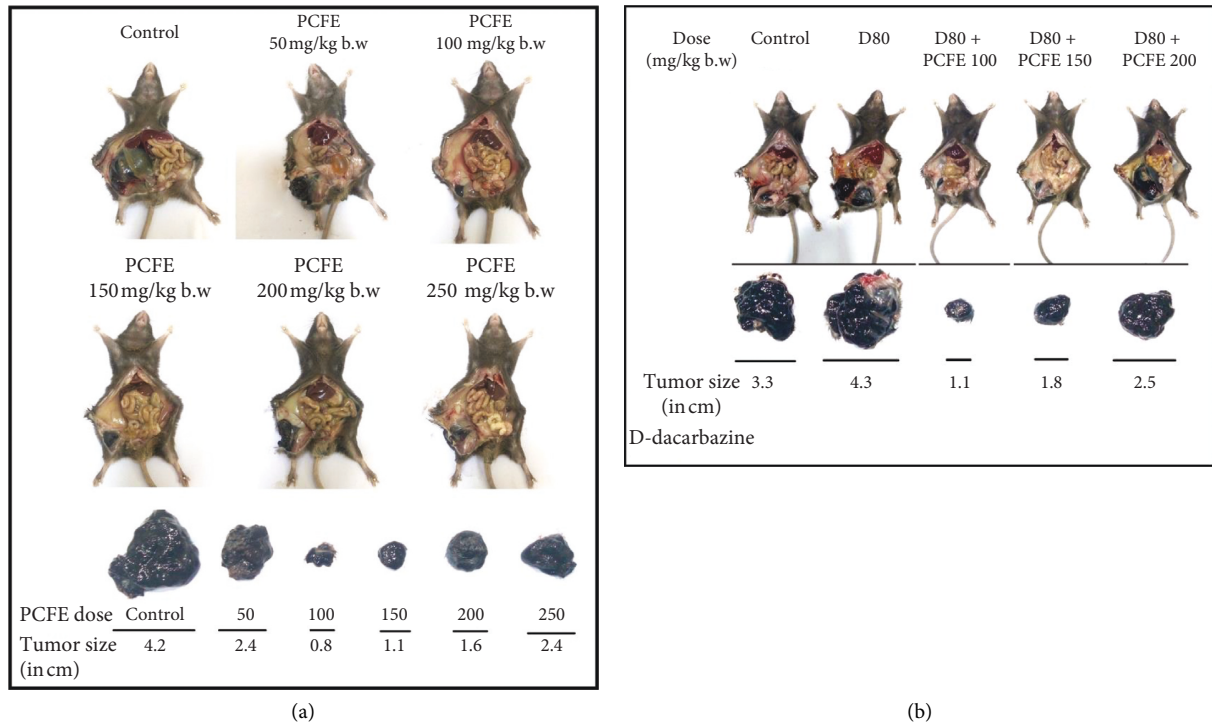 Control
PCFE
50 mg/kg b.w
PCFE
100 mg/kg b.w
PCFE
150 mg/kg b.w
PCFE
200 mg/kg b.w
PCFE
250 mg/kg b.w
PCFE dose Control 50 100 150 200 250
Tumor size 4.2 2.4 0.8 1.1 1.6 2.4
(in cm)
(a)
Dose Control D80 D80 + D80 + D80 +
(mg/kg b.w) PCFE 100 PCFE 150 PCFE 200
Tumor size 3.3 4.3 1.1 1.8 2.5
(in cm)
D-dacarbazine
(b)